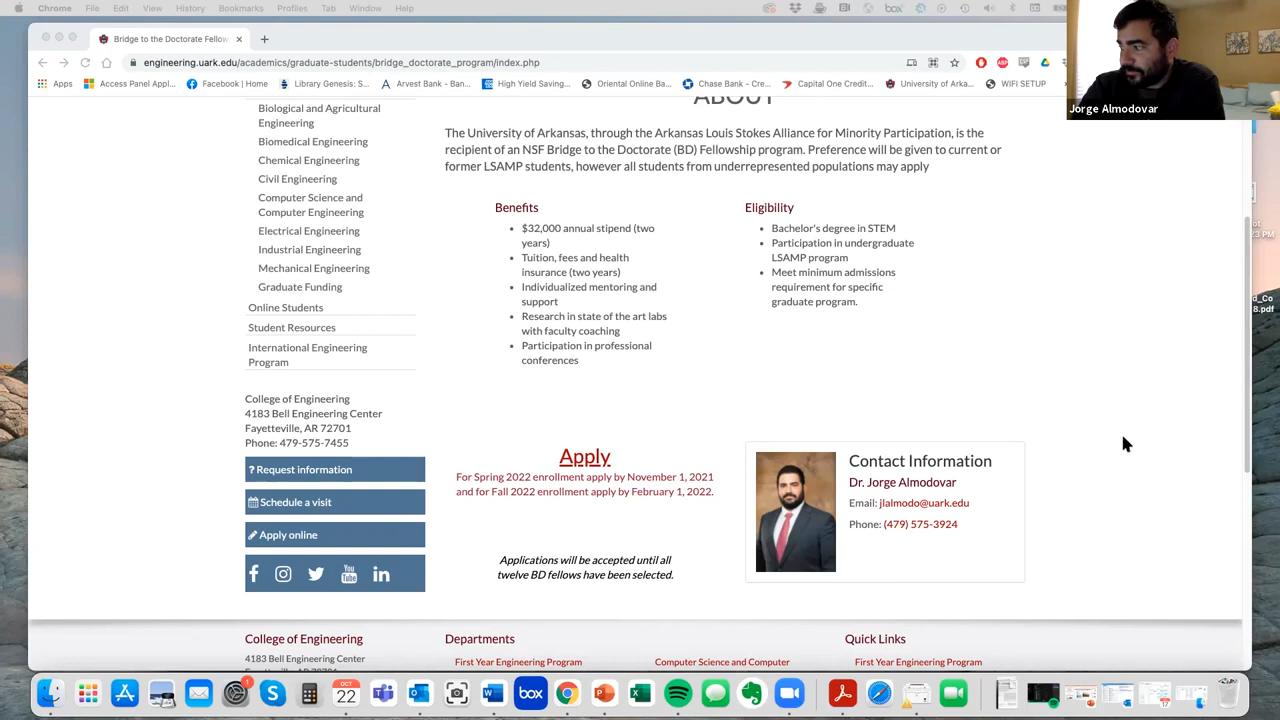 Chrome File Edit View History Bookmarks Profiles Tab Window Help
Bridge to the Doctorate Fellow
engineering.uark.edu/academics/graduate-students/bridge_doctorate_program/index.php
Apps Access Panel Appl... Facebook | Home Library Genesis: L... Arvest Bank - Ban... High Yield Saving... Oriental Online Ba... Chase Bank - Cre... Capital One Credit... University of Arka... WIFI SETUP
Jorge Almodovar
ABOUT
Biological and Agricultural
Engineering
Biomedical Engineering
Chemical Engineering
Civil Engineering
Computer Science and
Computer Engineering
Electrical Engineering
Industrial Engineering
Mechanical Engineering
Graduate Funding
Online Students
Student Resources
International Engineering
Program
College of Engineering
4183 Bell Engineering Center
Fayetteville, AR 72701
Phone: 479-575-7455
? Request information
Schedule a visit
Apply online
You
Tube
The University of Arkansas, through the Arkansas Louis Stokes Alliance for Minority Participation, is the
recipient of an NSF Bridge to the Doctorate (BD) Fellowship program. Preference will be given to current or
former LSAMP students, however all students from underrepresented populations may apply
Benefits
• $32,000 annual stipend (two
years)
• Tuition, fees and health
insurance (two years)
• Individualized mentoring and
support
• Research in state of the art labs
with faculty coaching
• Participation in professional
conferences
Eligibility
• Bachelor's degree in STEM
• Participation in undergraduate
LSAMP program
• Meet minimum admissions
requirement for specific
graduate program.
Apply
For Spring 2022 enrollment apply by November 1, 2021
and for Fall 2022 enrollment apply by February 1, 2022.
Applications will be accepted until all
twelve BD fellows have been selected.
Contact Information
Dr. Jorge Almodovar
Email: jlalmodo@uark.edu
Phone: (479) 575-3924
College of Engineering
4183 Bell Engineering Center
Departments
First Year Engineering Program
Computer Science and Computer
Quick Links
First Year Engineering Program
OCT
22
box